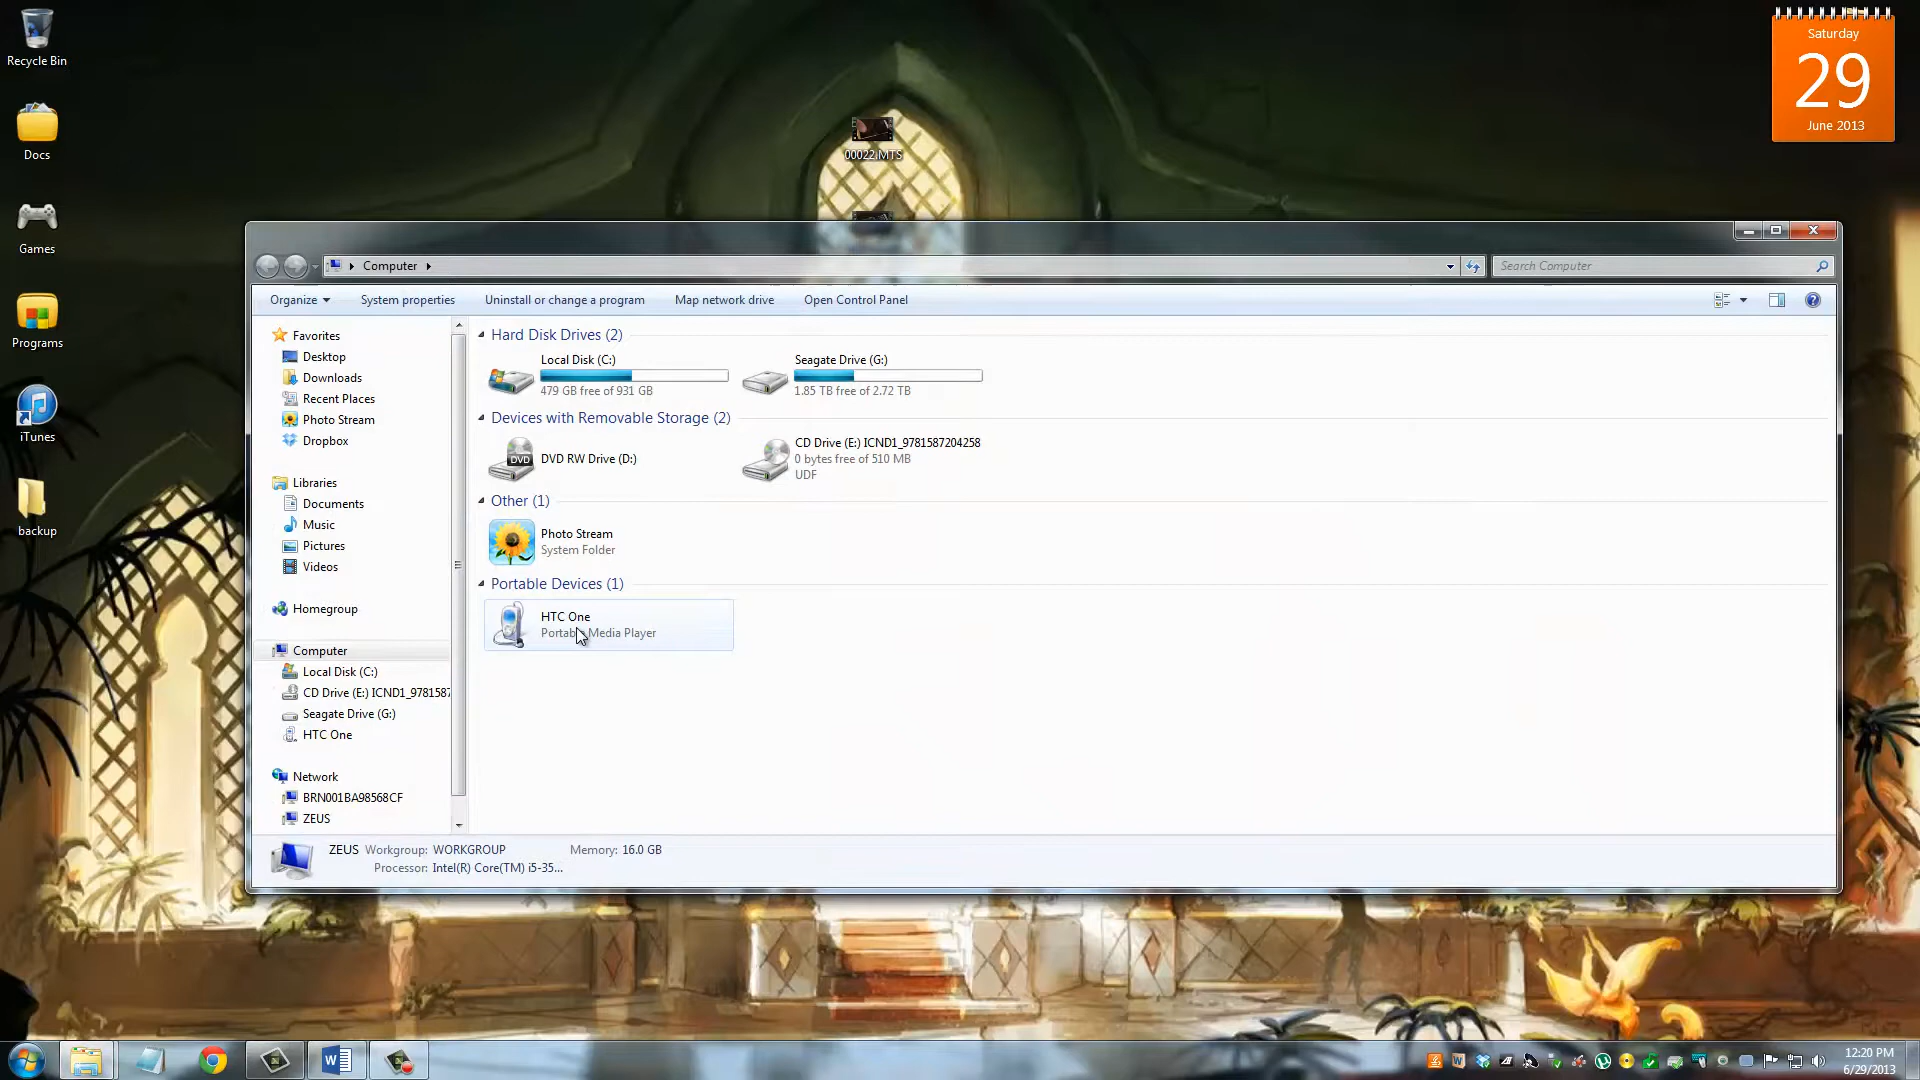 Recycle Bin
Docs
Games
Programs
iTunes
backup
00022.MTS
Saturday
29
June 2013
Computer
Search Computer
Organize
System properties
Uninstall or change a program
Map network drive
Open Control Panel
Favorites
Desktop
Downloads
Recent Places
Photo Stream
Dropbox
Libraries
Documents
Music
Pictures
Videos
Homegroup
Computer
Local Disk (C:)
CD Drive (E:) ICND1_9781587
Seagate Drive (G:)
HTC One
Network
BRN001BA98568CF
ZEUS
Hard Disk Drives (2)
Local Disk (C:)
479 GB free of 931 GB
Seagate Drive (G:)
1.85 TB free of 2.72 TB
Devices with Removable Storage (2)
DVD
DVD RW Drive (D:)
CD Drive (E:) ICND1_9781587204258
0 bytes free of 510 MB
UDF
Other (1)
Photo Stream
System Folder
Portable Devices (1)
HTC One
Portable Media Player
ZEUS Workgroup: WORKGROUP Memory: 16.0 GB
Processor: Intel(R) Core(TM) i5-35...
12:20 PM
6/29/2013